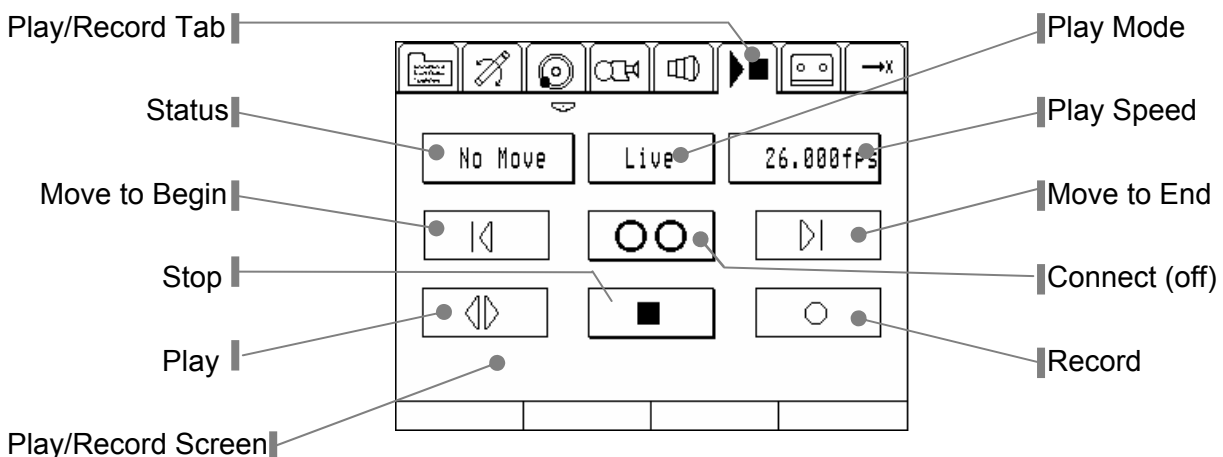 Play/Record Tab
Play Mode
Status
Play Speed
No Move
Live
26.000fps
Move to Begin
Move to End
Stop
Connect (off)
Play
Record
Play/Record Screen